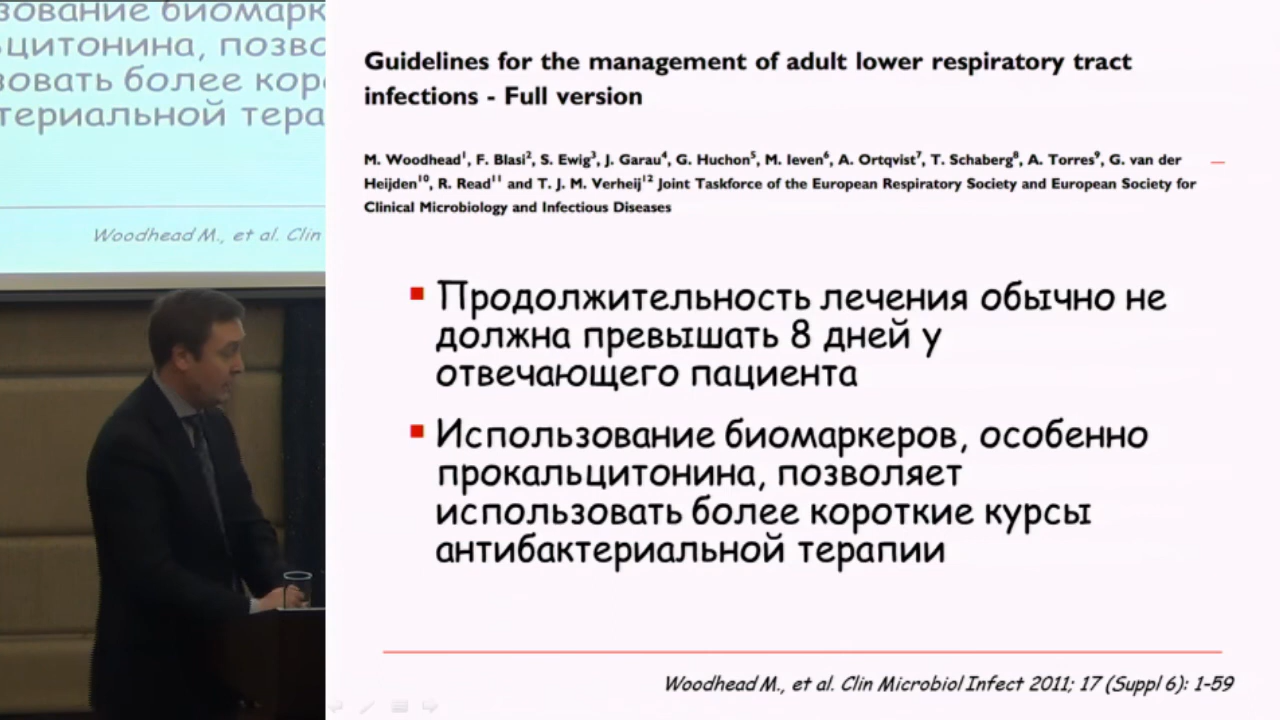 зование биомарк
ьцитонина, позво
зовать более кор
териальной тера
Woodhead M., et al. Clin
Guidelines for the management of adult lower respiratory tract
infections - Full version
M. Woodhead¹, F. Blasi², S. Ewig³, J. Garau⁴, G. Huchon⁵, M. Ieven⁶, A. Ortqvist⁷, T. Schaberg⁸, A. Torres⁹, G. van der
Heijden¹⁰, R. Read¹¹ and T. J. M. Verheij¹² Joint Taskforce of the European Respiratory Society and European Society for
Clinical Microbiology and Infectious Diseases
Продолжительность лечения обычно не
должна превышать 8 дней у
отвечающего пациента
Использование биомаркеров, особенно
прокальцитонина, позволяет
использовать более короткие курсы
антибактериальной терапии
Woodhead M., et al. Clin Microbiol Infect 2011; 17 (Suppl 6): 1-59